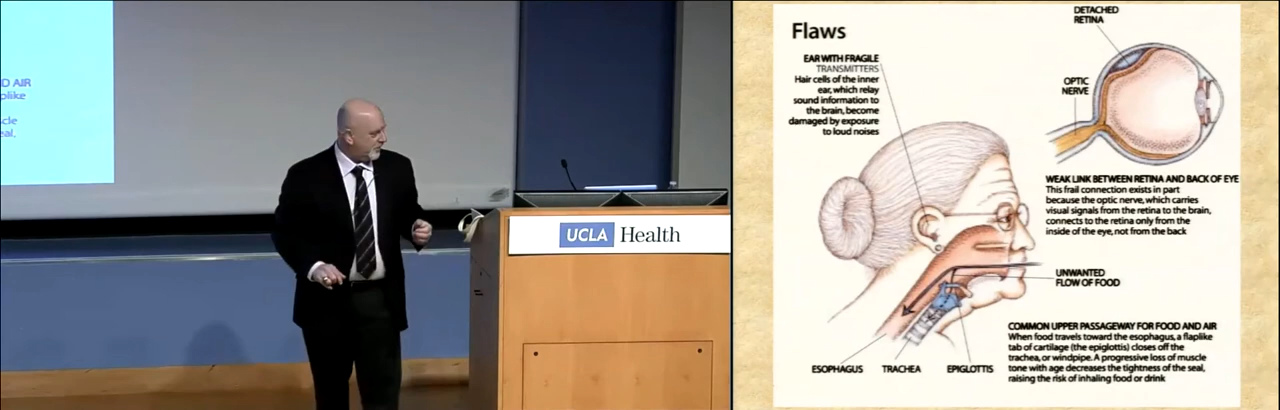 D AIR
plike
cle
eal,
UCLA Health
Flaws
EAR WITH FRAGILE
TRANSMITTERS
Hair cells of the inner
ear, which relay
sound information to
the brain, become
damaged by exposure
to loud noises
DETACHED
RETINA
OPTIC
NERVE
WEAK LINK BETWEEN RETINA AND BACK OF EYE
This frail connection exists in part
because the optic nerve, which carries
visual signals from the retina to the brain,
connects to the retina only from the
inside of the eye, not from the back
UNWANTED
FLOW OF FOOD
COMMON UPPER PASSAGEWAY FOR FOOD AND AIR
When food travels toward the esophagus, a flaplike
tab of cartilage (the epiglottis) closes off the
trachea, or windpipe. A progressive loss of muscle
tone with age decreases the tightness of the seal,
raising the risk of inhaling food or drink
ESOPHAGUS
TRACHEA
EPIGLOTTIS